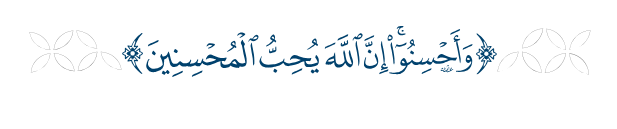 ﴿وَأَحْسِنُوٓا۟ ۛ إِنَّ ٱللَّهَ يُحِبُّ ٱلْمُحْسِنِينَ﴾